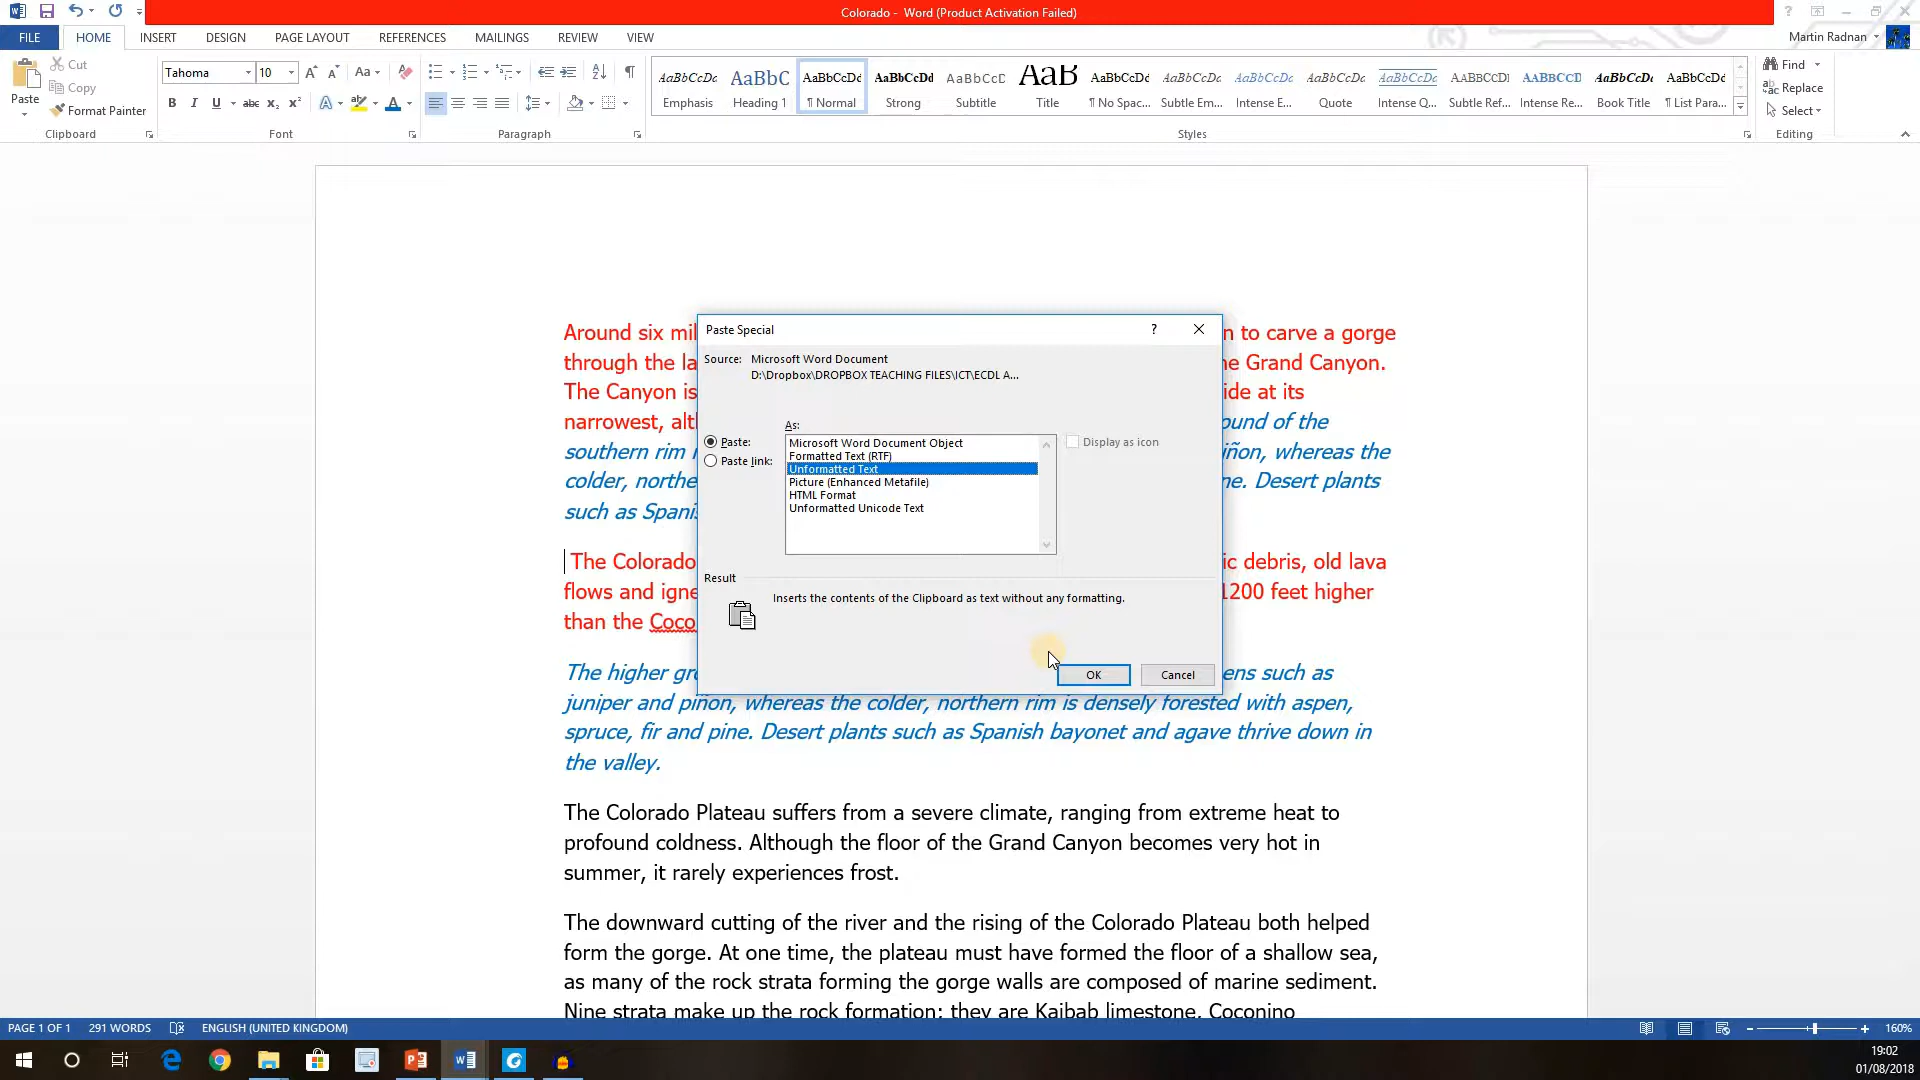 Colorado - Word (Product Activation Failed)
FILE HOME INSERT DESIGN PAGE LAYOUT REFERENCES MAILINGS REVIEW VIEW
Martin Radnan
Paste
Cut
Copy
Format Painter
Clipboard
Tahoma 10
Font
Paragraph
AaBbCcDc AaBbC AaBbCcDd AaBbCcDd AaBbCcD AaB AaBbCcDd AaBbCcDc AaBbCcDc AaBbCcDc AaBbCcDc AABBCCDI AABBCCD AaBbCcDc AaBbCcDd
Emphasis Heading 1 ¶ Normal Strong Subtitle Title ¶ No Spac... Subtle Em... Intense E... Quote Intense Q... Subtle Ref... Intense Re... Book Title ¶ List Para...
Styles
Find
Replace
Select
Editing
Around six mil
n to carve a gorge
through the la
he Grand Canyon.
The Canyon is
ide at its
narrowest, alt
ound of the
southern rim
iñon, whereas the
colder, northe
ne. Desert plants
such as Spani
The Colorado
ic debris, old lava
flows and igne
1200 feet higher
than the Coco
The higher gr
ens such as
juniper and piñon, whereas the colder, northern rim is densely forested with aspen,
spruce, fir and pine. Desert plants such as Spanish bayonet and agave thrive down in
the valley.
The Colorado Plateau suffers from a severe climate, ranging from extreme heat to
profound coldness. Although the floor of the Grand Canyon becomes very hot in
summer, it rarely experiences frost.
The downward cutting of the river and the rising of the Colorado Plateau both helped
form the gorge. At one time, the plateau must have formed the floor of a shallow sea,
as many of the rock strata forming the gorge walls are composed of marine sediment.
Nine strata make up the rock formation; they are Kaibab limestone, Coconino
Paste Special
Source: Microsoft Word Document
D:\Dropbox\DROPBOX TEACHING FILES\ICT\ECDL A...
As:
Paste:
Paste link:
Microsoft Word Document Object
Formatted Text (RTF)
Unformatted Text
Picture (Enhanced Metafile)
HTML Format
Unformatted Unicode Text
Display as icon
Result
Inserts the contents of the Clipboard as text without any formatting.
OK Cancel
PAGE 1 OF 1 291 WORDS ENGLISH (UNITED KINGDOM) 160%
19:02
01/08/2018